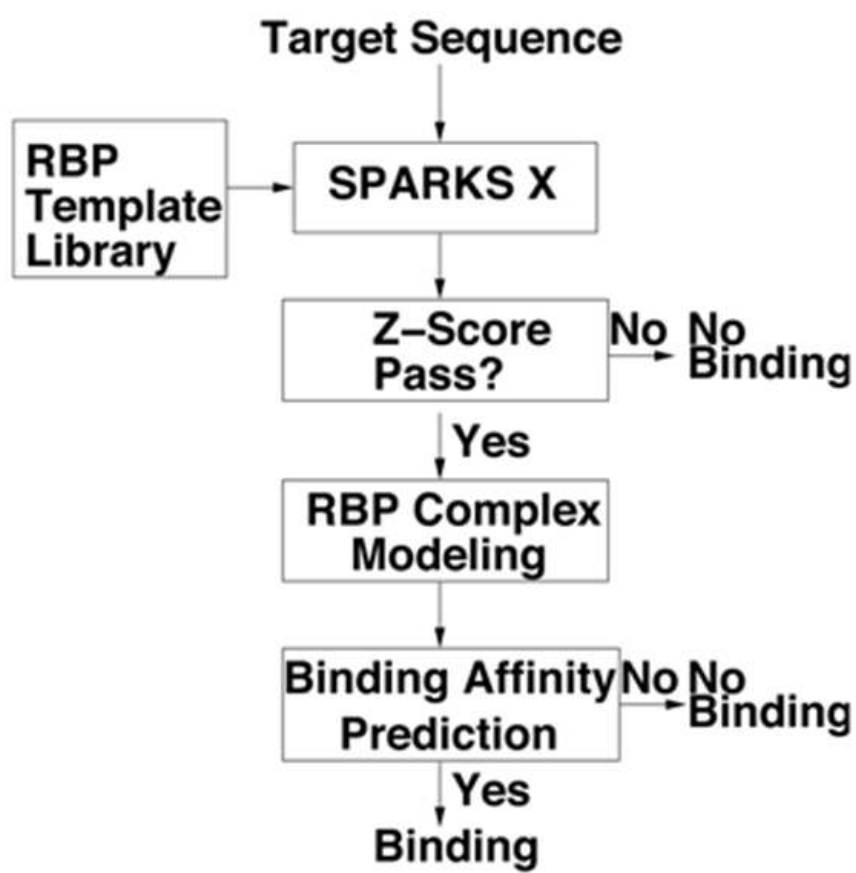 Target Sequence
RBP
Template
Library
SPARKS X
Z–Score
Pass?
No
No
Binding
Yes
RBP Complex
Modeling
Binding Affinity
Prediction
No
No
Binding
Yes
Binding